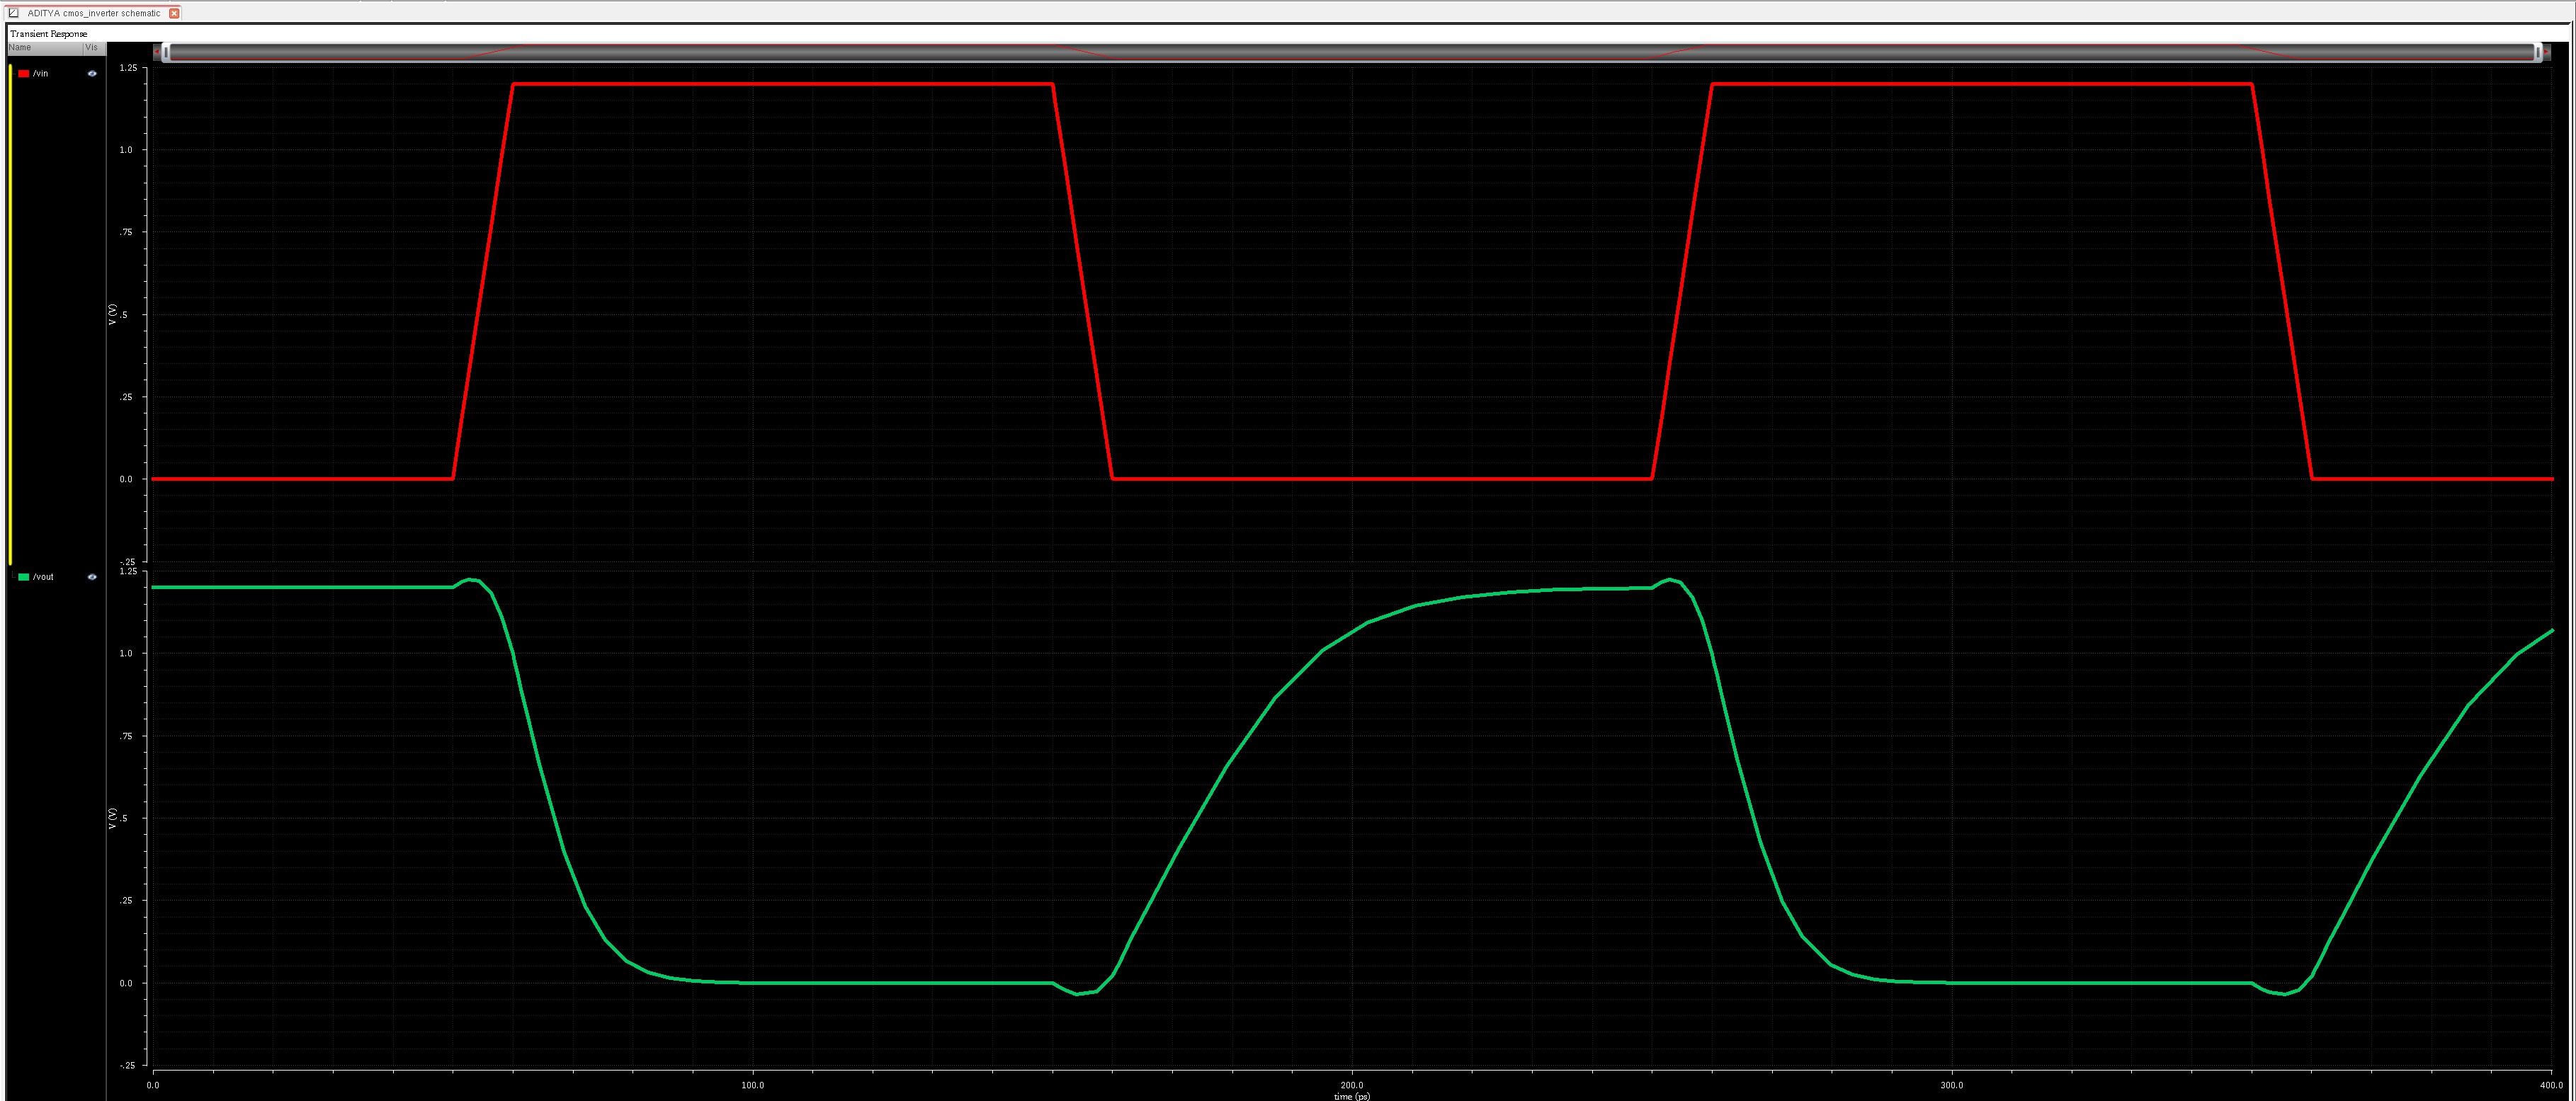 ADITYA cmos_inverter schematic
Transient Response
Name Vis
/vin
1.25
1.0
.75
.5
.25
0.0
-.25
V (V)
/vout
1.25
1.0
.75
.5
.25
0.0
-.25
V (V)
0.0 100.0 200.0 300.0 400.0
time (ps)